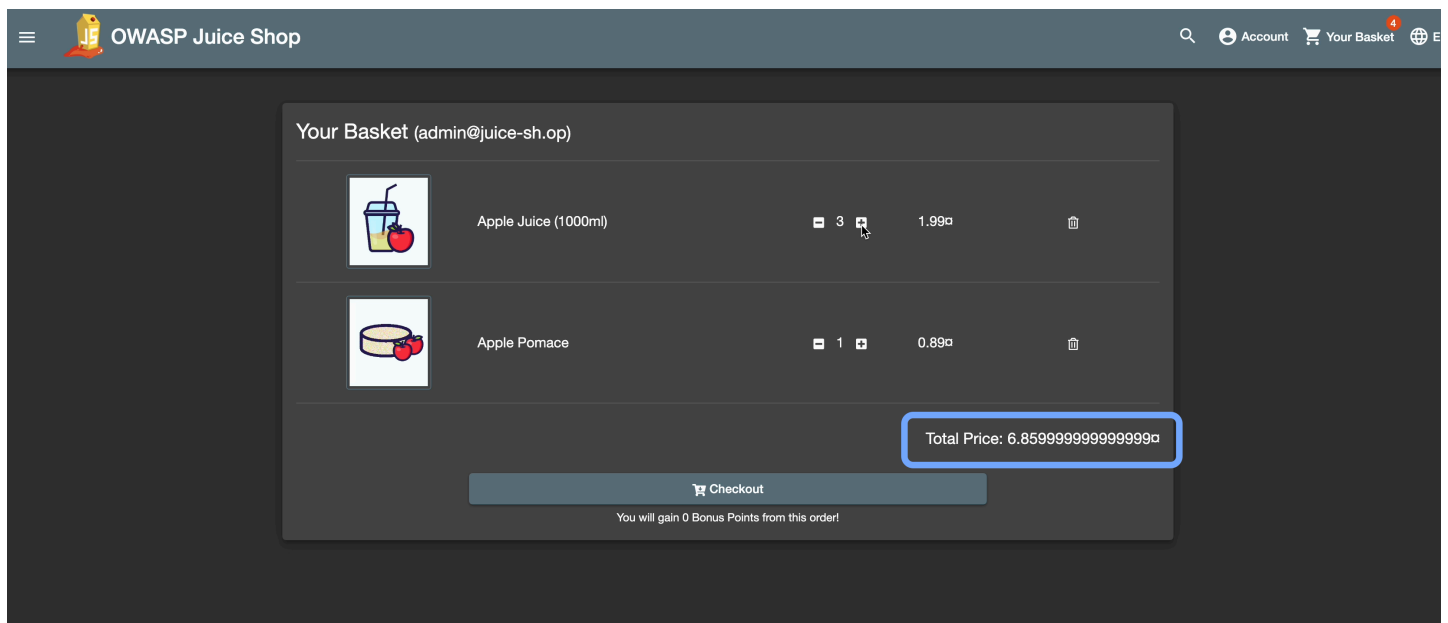 OWASP Juice Shop
Account
Your Basket
4
E
Your Basket (admin@juice-sh.op)
Apple Juice (1000ml) 3 1.99¤
Apple Pomace 1 0.89¤
Total Price: 6.859999999999999¤
Checkout
You will gain 0 Bonus Points from this order!